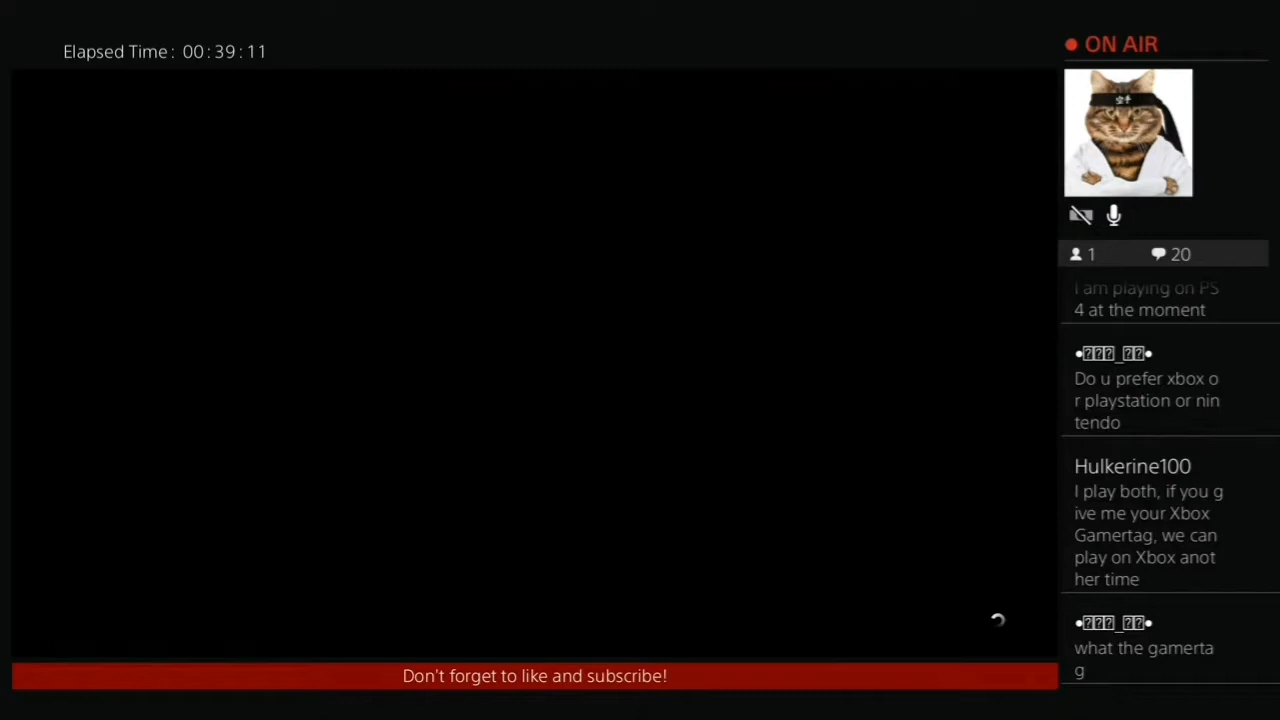 Elapsed Time: 00:39:11
ON AIR
1 20
I am playing on PS
4 at the moment
Do u prefer xbox o
r playstation or nin
tendo
Hulkerine100
I play both, if you g
ive me your Xbox
Gamertag, we can
play on Xbox anot
her time
what the gamerta
g
Don't forget to like and subscribe!